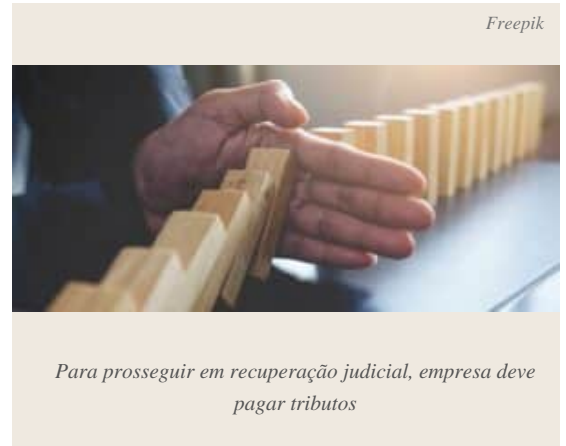 Freepik
Para prosseguir em recuperação judicial, empresa deve
pagar tributos